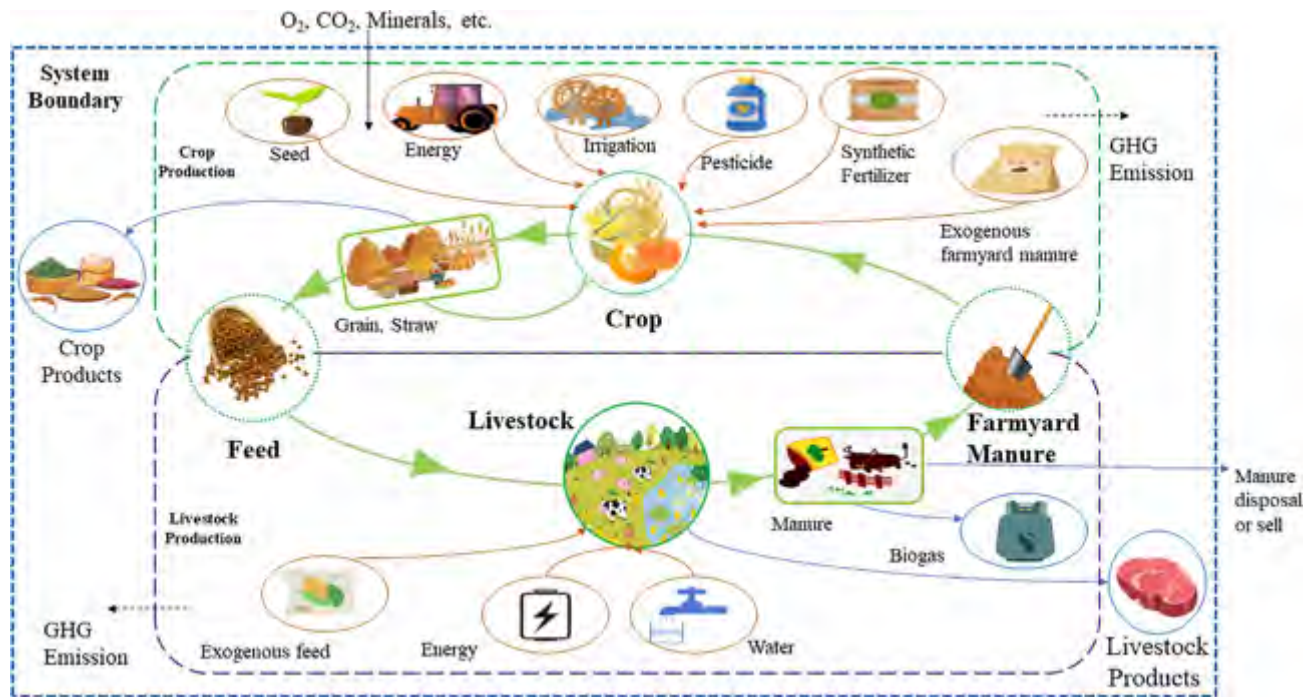 O₂, CO₂, Minerals, etc.
System
Boundary
Crop
Production
Seed
Energy
Irrigation
Pesticide
Synthetic
Fertilizer
GHG
Emission
Exogenous
farmyard manure
Grain, Straw
Crop
Crop
Products
Feed
Livestock
Farmyard
Manure
Manure
Manure
disposal
or sell
Livestock
Production
Biogas
GHG
Emission
Exogenous feed
Energy
Water
Livestock
Products